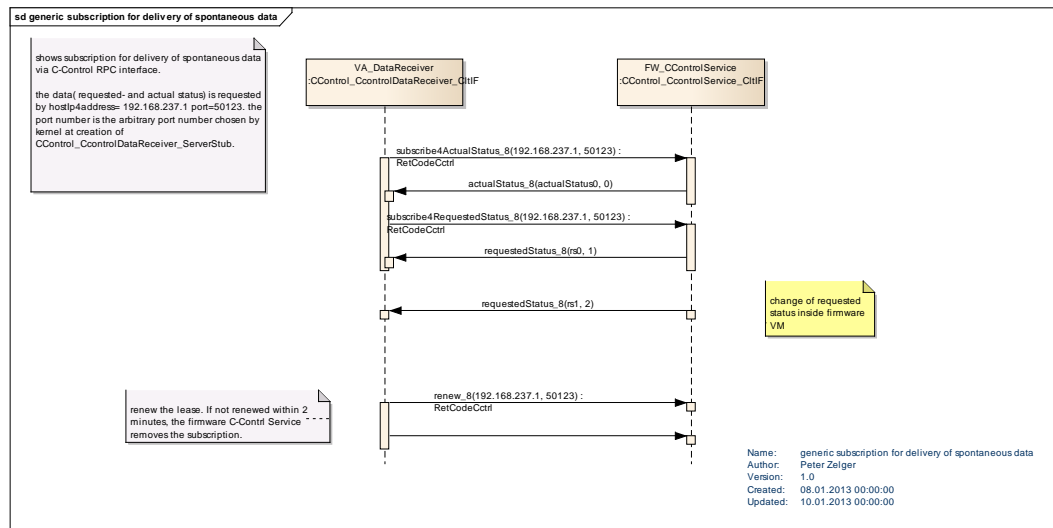 sd generic subscription for delivery of spontaneous data
shows subscription for delivery of spontaneous data
via C-Control RPC interface.
the data( requested- and actual status) is requested
by hostIp4address= 192.168.237.1 port=50123. the
port number is the arbitrary port number chosen by
kernel at creation of
CControl_CcontrolDataReceiver_ServerStub.
VA_DataReceiver
:CControl_CcontrolDataReceiver_CltIF
FW_CControlService
:CControl_CcontrolService_CltIF
subscribe4ActualStatus_8(192.168.237.1, 50123) :
RetCodeCctrl
actualStatus_8(actualStatus0, 0)
subscribe4RequestedStatus_8(192.168.237.1, 50123) :
RetCodeCctrl
requestedStatus_8(rs0, 1)
requestedStatus_8(rs1, 2)
change of requested
status inside firmware
VM
renew the lease. If not renewed within 2
minutes, the firmware C-Contrl Service
removes the subscription.
renew_8(192.168.237.1, 50123) :
RetCodeCctrl
Name: generic subscription for delivery of spontaneous data
Author: Peter Zelger
Version: 1.0
Created: 08.01.2013 00:00:00
Updated: 10.01.2013 00:00:00